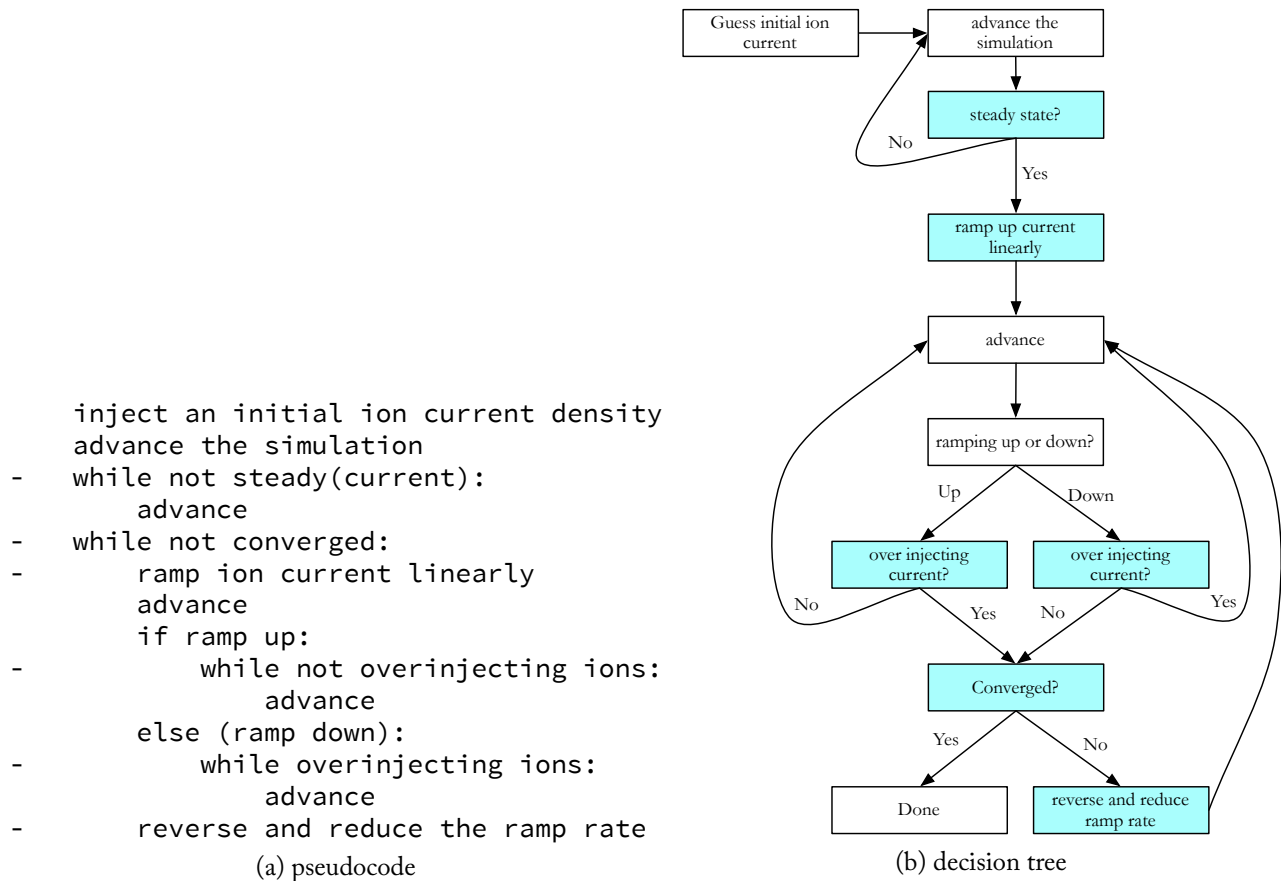 inject an initial ion current density
advance the simulation
- while not steady(current):
advance
- while not converged:
- ramp ion current linearly
advance
if ramp up:
- while not overinjecting ions:
advance
else (ramp down):
- while overinjecting ions:
advance
- reverse and reduce the ramp rate
(a) pseudocode
Guess initial ion
current
advance the
simulation
steady state?
No
Yes
ramp up current
linearly
advance
ramping up or down?
Up
Down
over injecting
current?
over injecting
current?
No
Yes
No
Yes
Converged?
Yes
No
Done
reverse and reduce
ramp rate
(b) decision tree